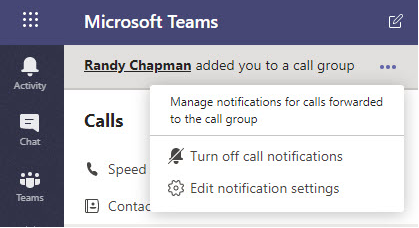 Microsoft Teams
Randy Chapman added you to a call group
Activity
Manage notifications for calls forwarded
to the call group
Calls
Chat
Turn off call notifications
Speed
Edit notification settings
Teams